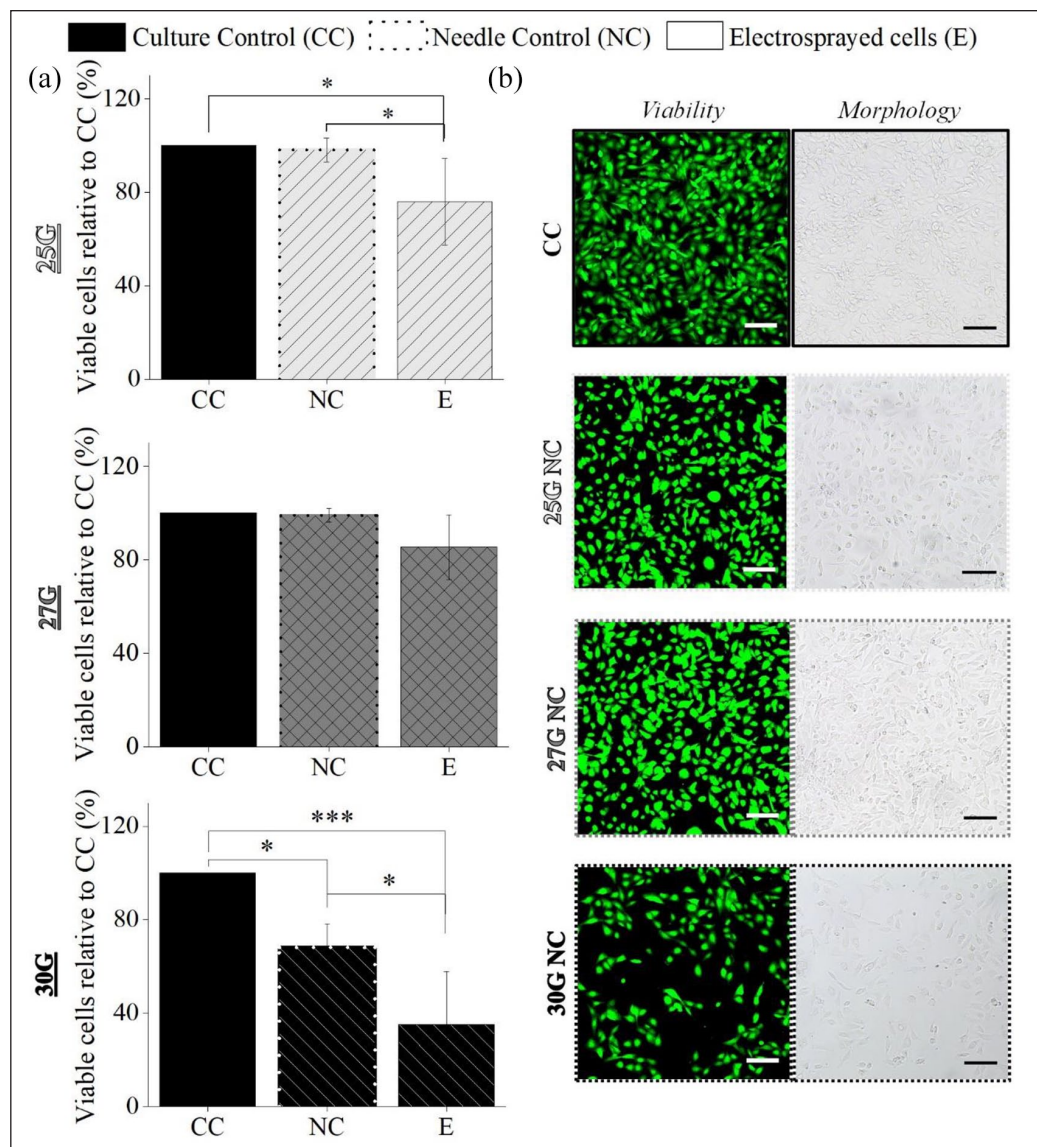 Culture Control (CC) Needle Control (NC) Electrosprayed cells (E)
(a)
25G
Viable cells relative to CC (%)
120
80
40
0
*
*
CC NC E
27G
Viable cells relative to CC (%)
120
80
40
0
CC NC E
30G
Viable cells relative to CC (%)
120
80
40
0
***
*
*
CC NC E
(b)
Viability Morphology
CC
25G NC
27G NC
30G NC